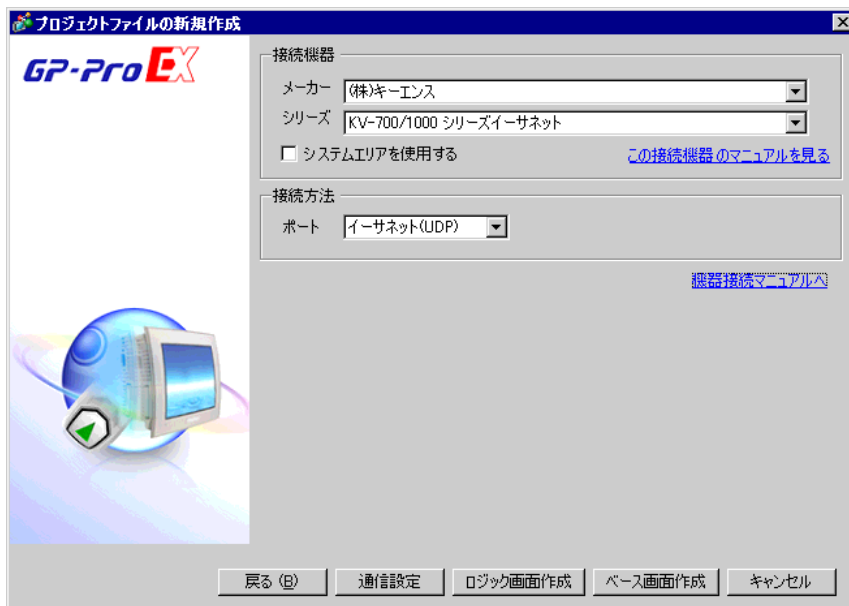 プロジェクトファイルの新規作成
GP-Pro EX
接続機器
メーカー (株)キーエンス
シリーズ KV-700/1000 シリーズイーサネット
システムエリアを使用する この接続機器のマニュアルを見る
接続方法
ポート イーサネット(UDP)
機器接続マニュアルへ
戻る (B) 通信設定 ロジック画面作成 ベース画面作成 キャンセル